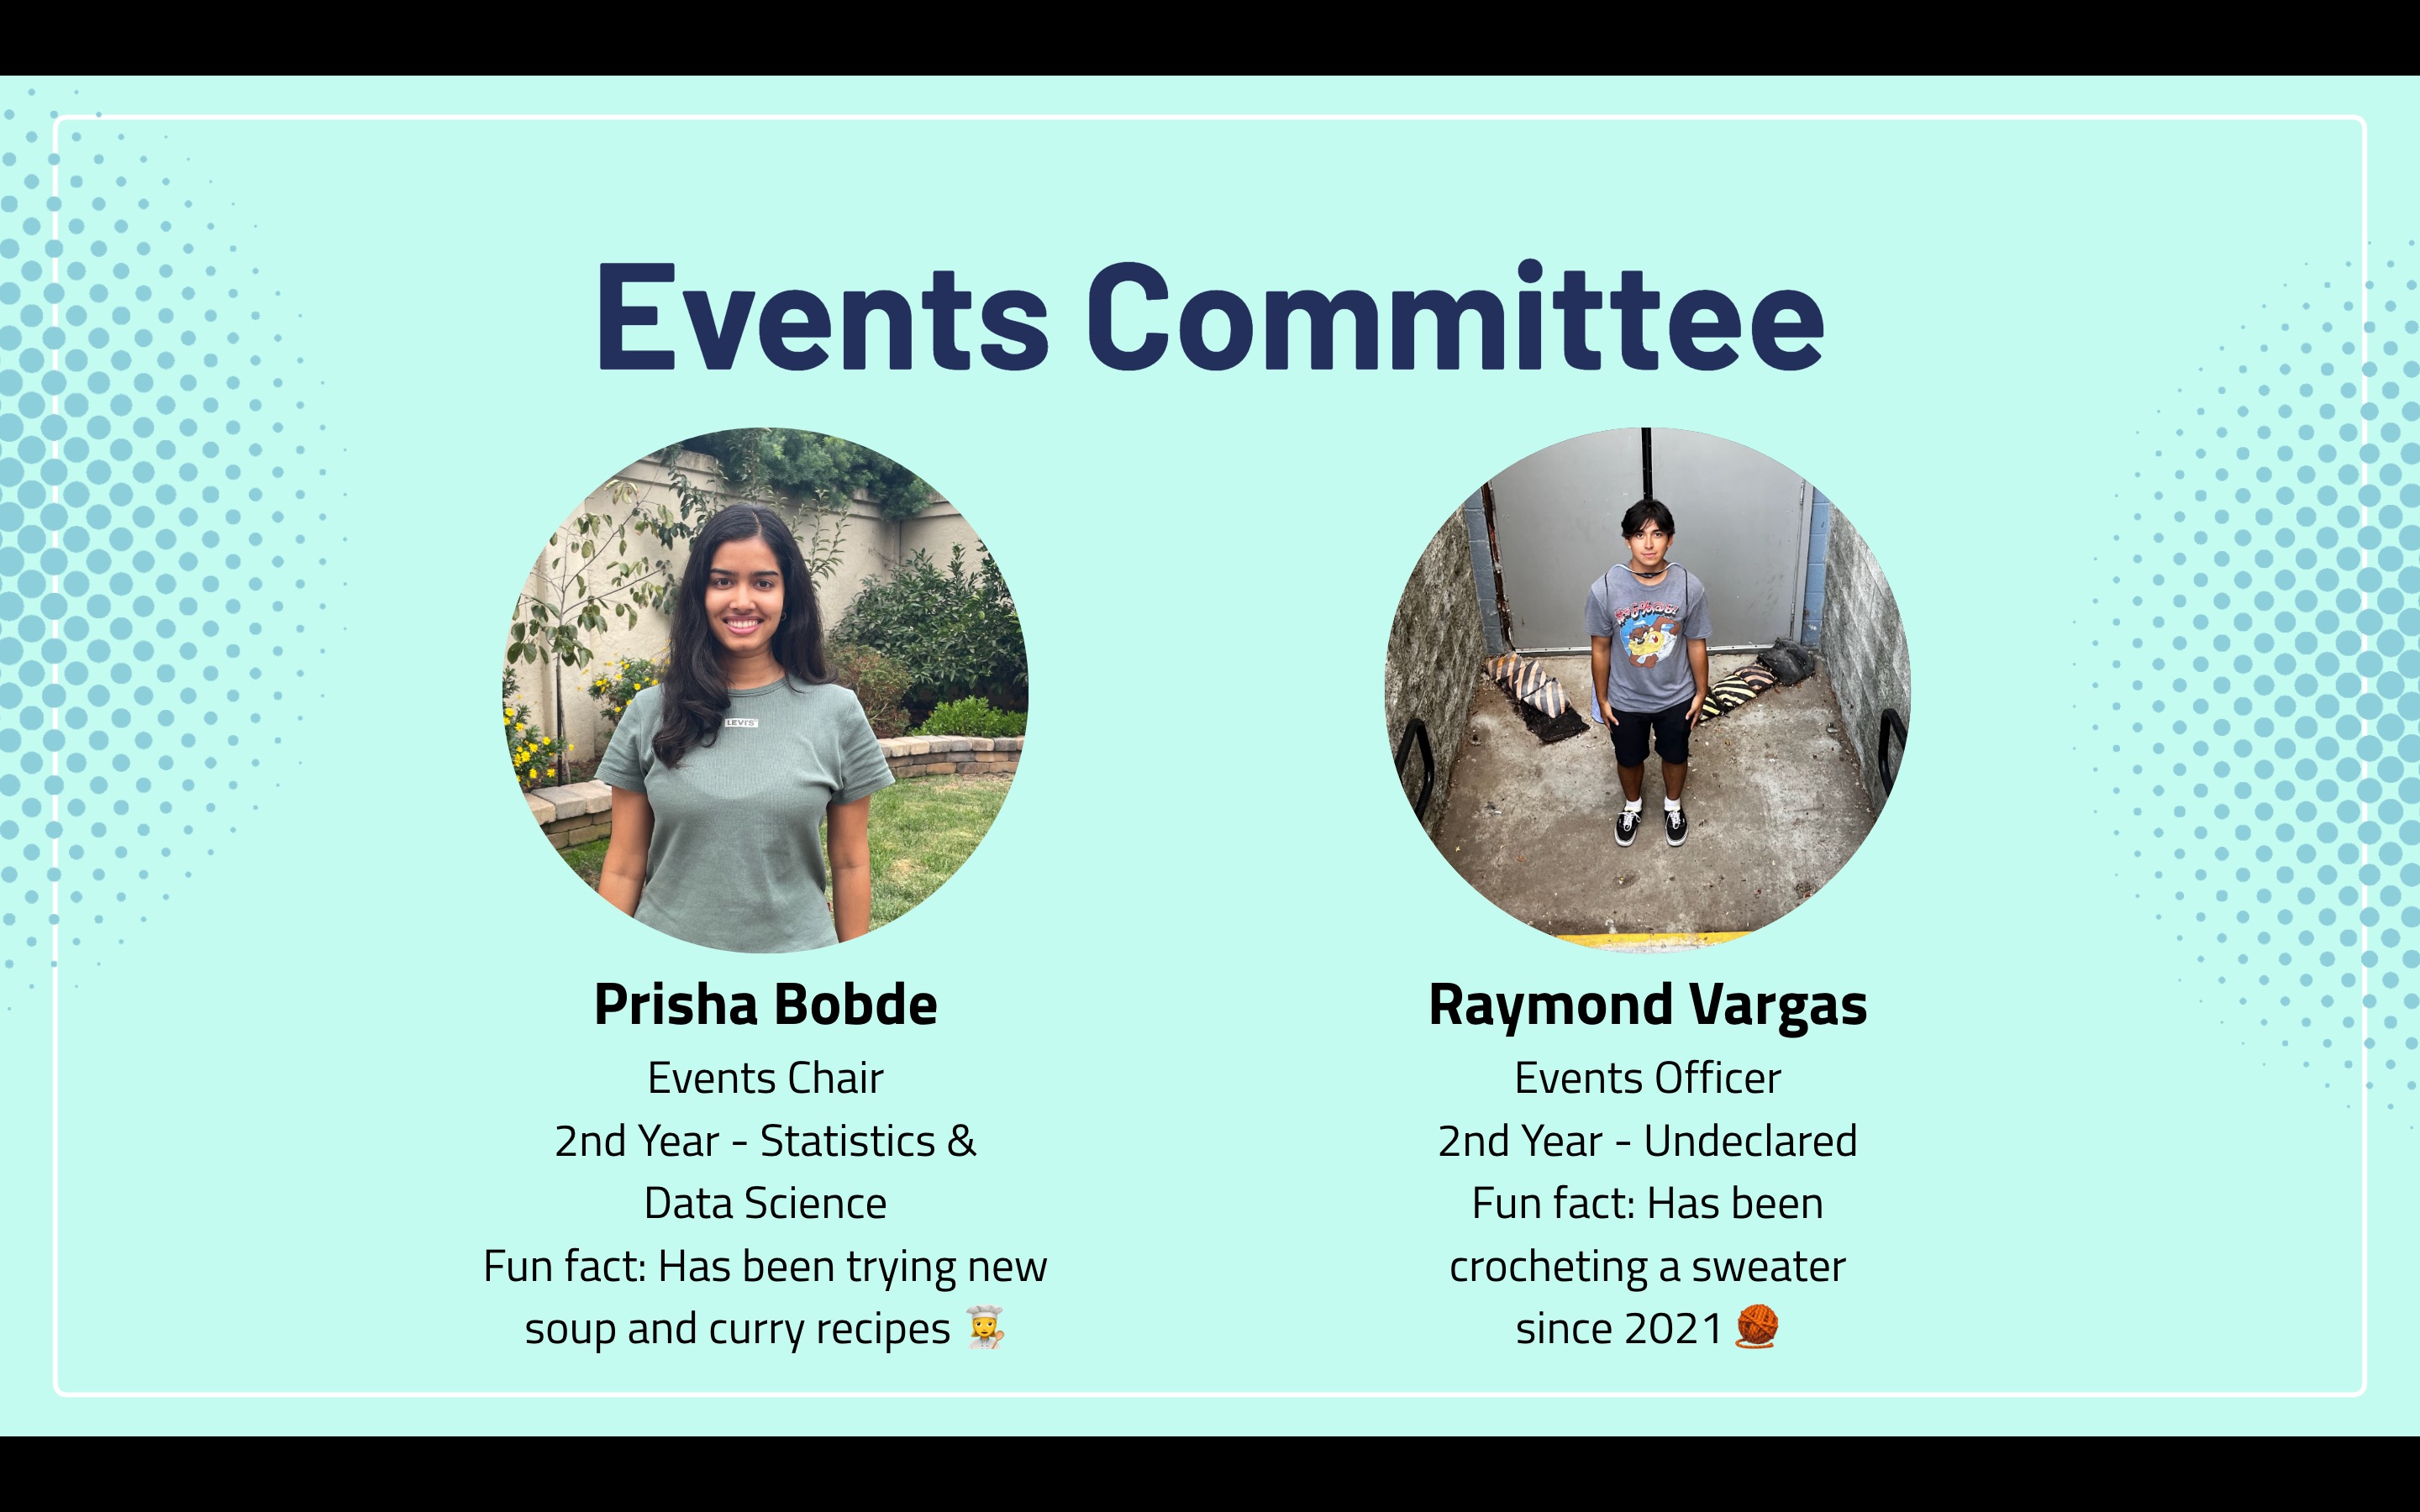 Events Committee
LEVI'S
Prisha Bobde
Events Chair
2nd Year - Statistics &
Data Science
Fun fact: Has been trying new
soup and curry recipes 👩‍🍳
Raymond Vargas
Events Officer
2nd Year - Undeclared
Fun fact: Has been
crocheting a sweater
since 2021 🧶